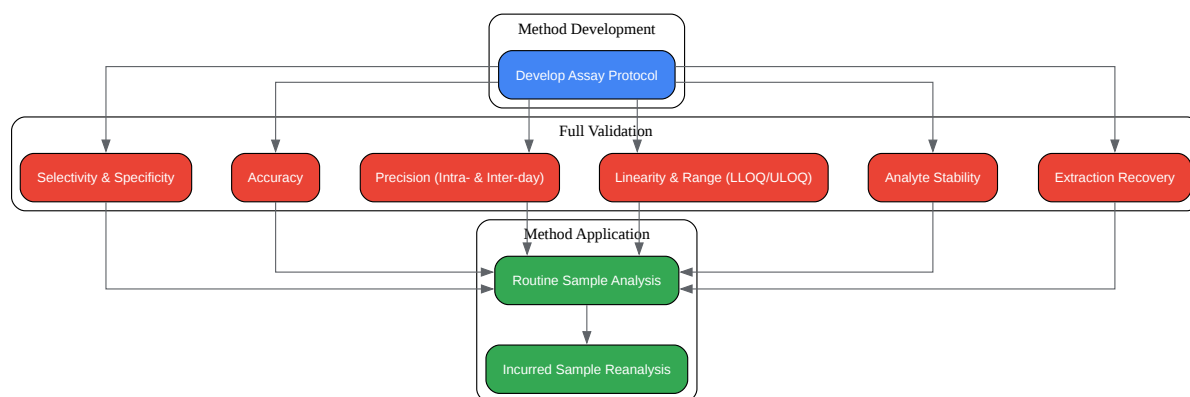 Method Development
Develop Assay Protocol
Full Validation
Selectivity & Specificity
Accuracy
Precision (Intra- & Inter-day)
Linearity & Range (LLOQ/ULOQ)
Analyte Stability
Extraction Recovery
Method Application
Routine Sample Analysis
Incurred Sample Reanalysis